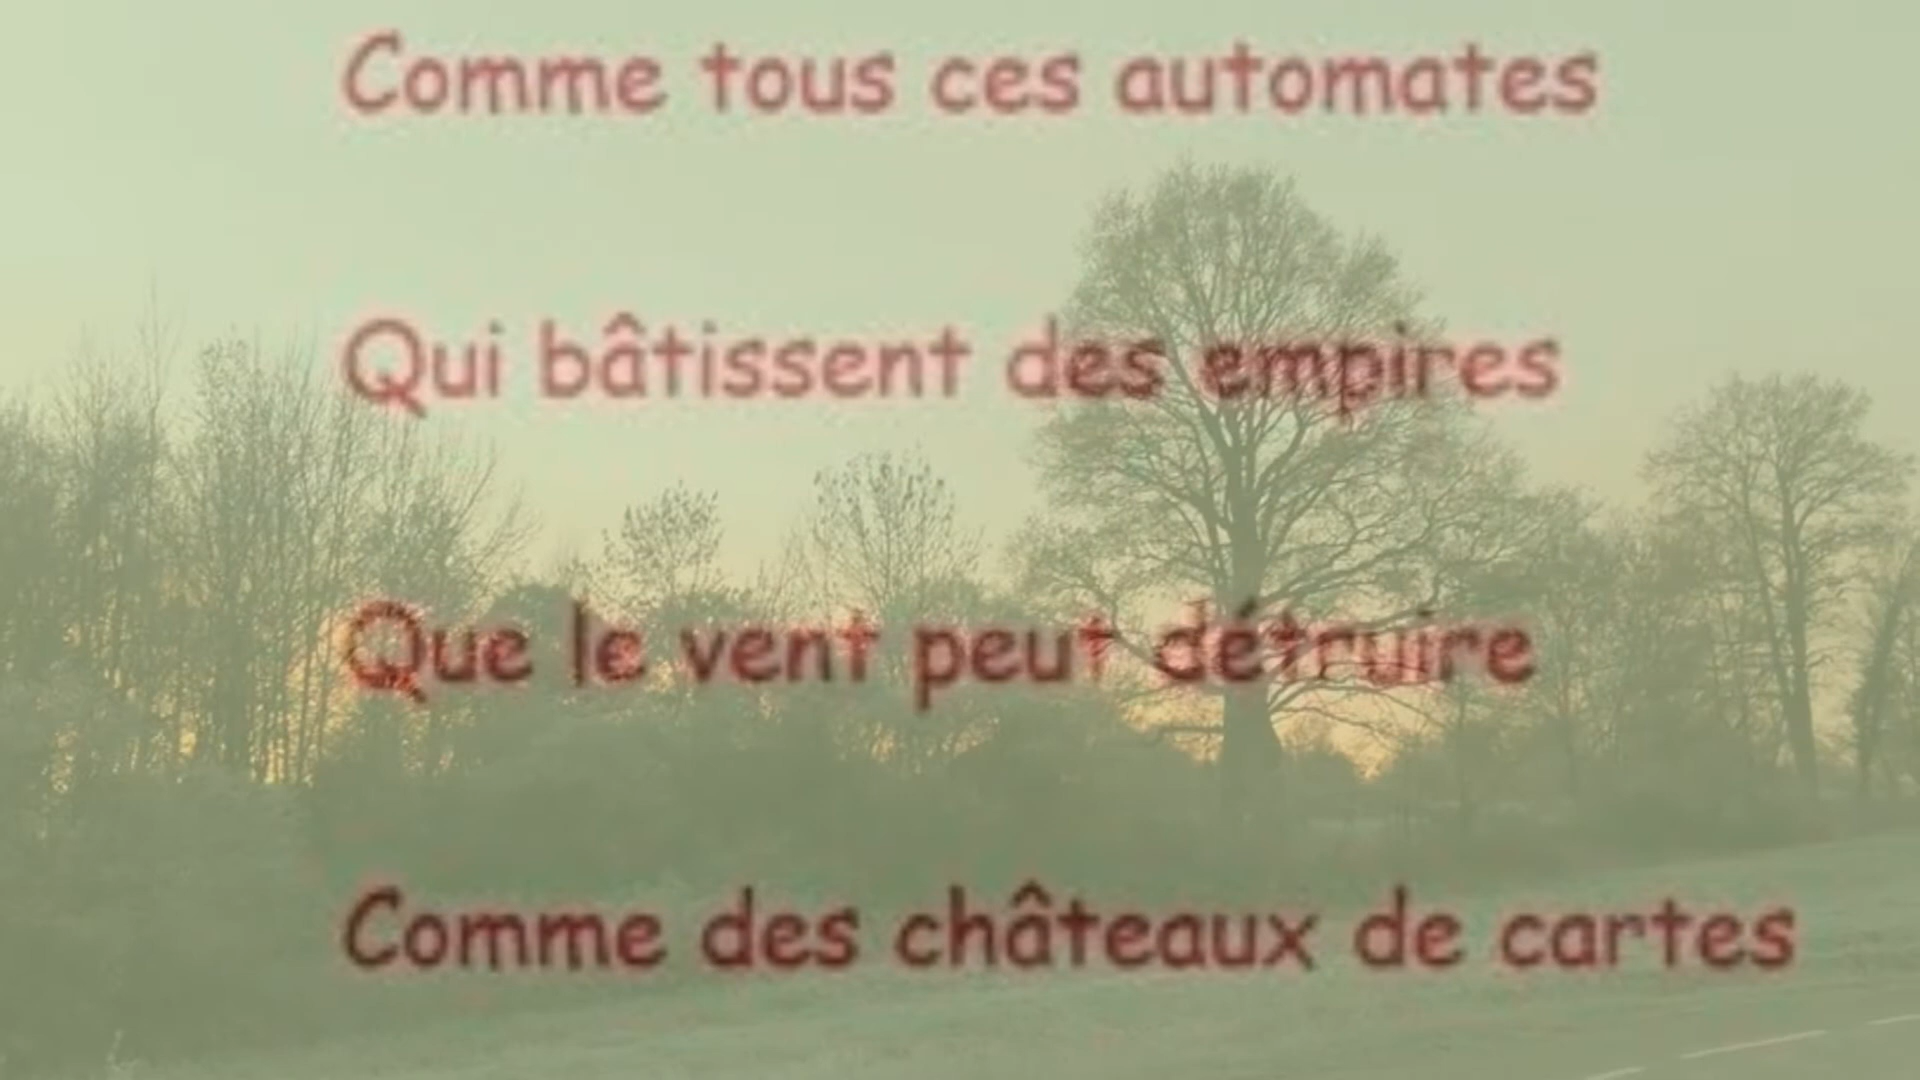 Comme tous ces automates
Qui bâtissent des empires
Que le vent peut détruire
Comme des châteaux de cartes